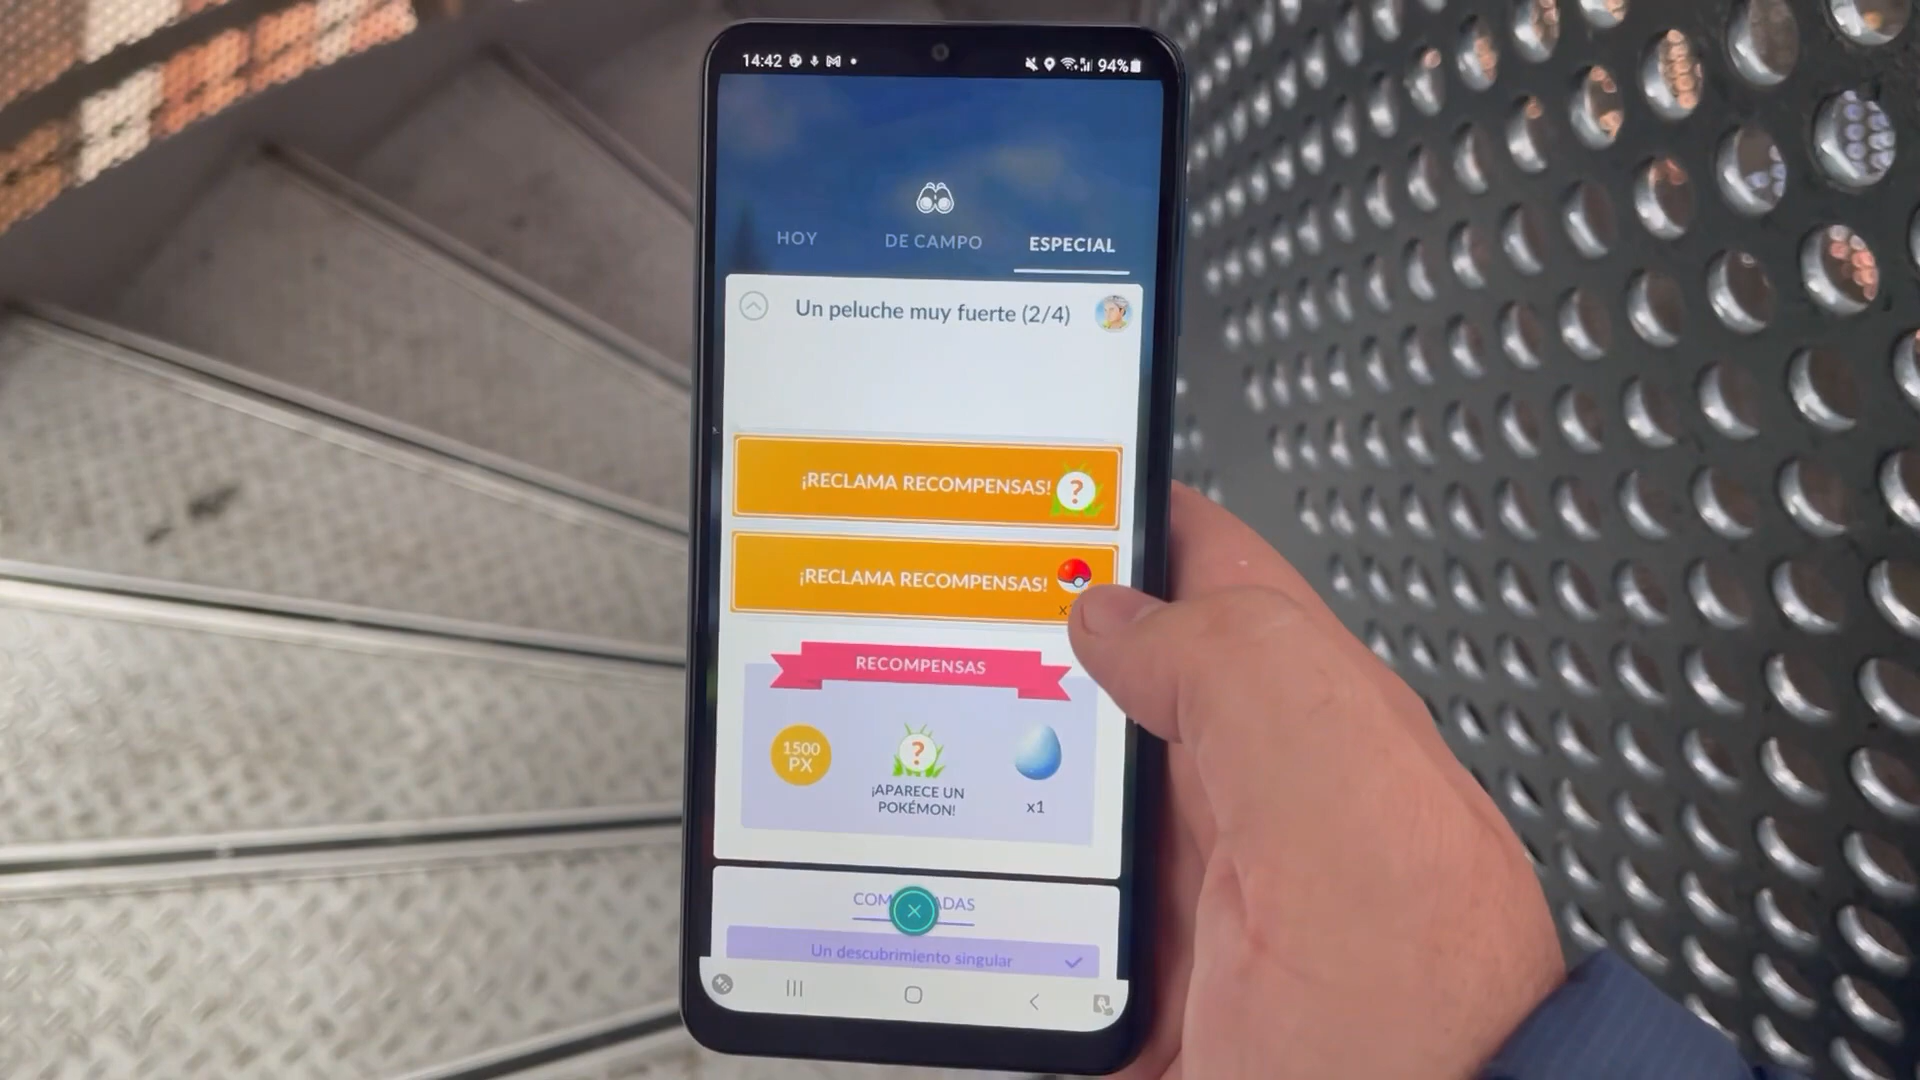 14:42
94%
HOY
DE CAMPO
ESPECIAL
Un peluche muy fuerte (2/4)
¡RECLAMA RECOMPENSAS!
?
¡RECLAMA RECOMPENSAS!
RECOMPENSAS
1500
PX
?
¡APARECE UN
POKÉMON!
x1
Un descubrimiento singular